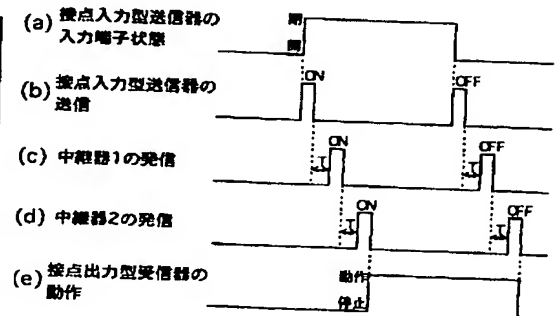 (a) 接点入力型送信器の
入力端子状態
閉
開
(b) 接点入力型送信器の
送信
ON
OFF
(c) 中継器1の発信
ON
OFF
T
T
(d) 中継器2の発信
ON
OFF
T
T
(e) 接点出力型受信器の
動作
動作
停止